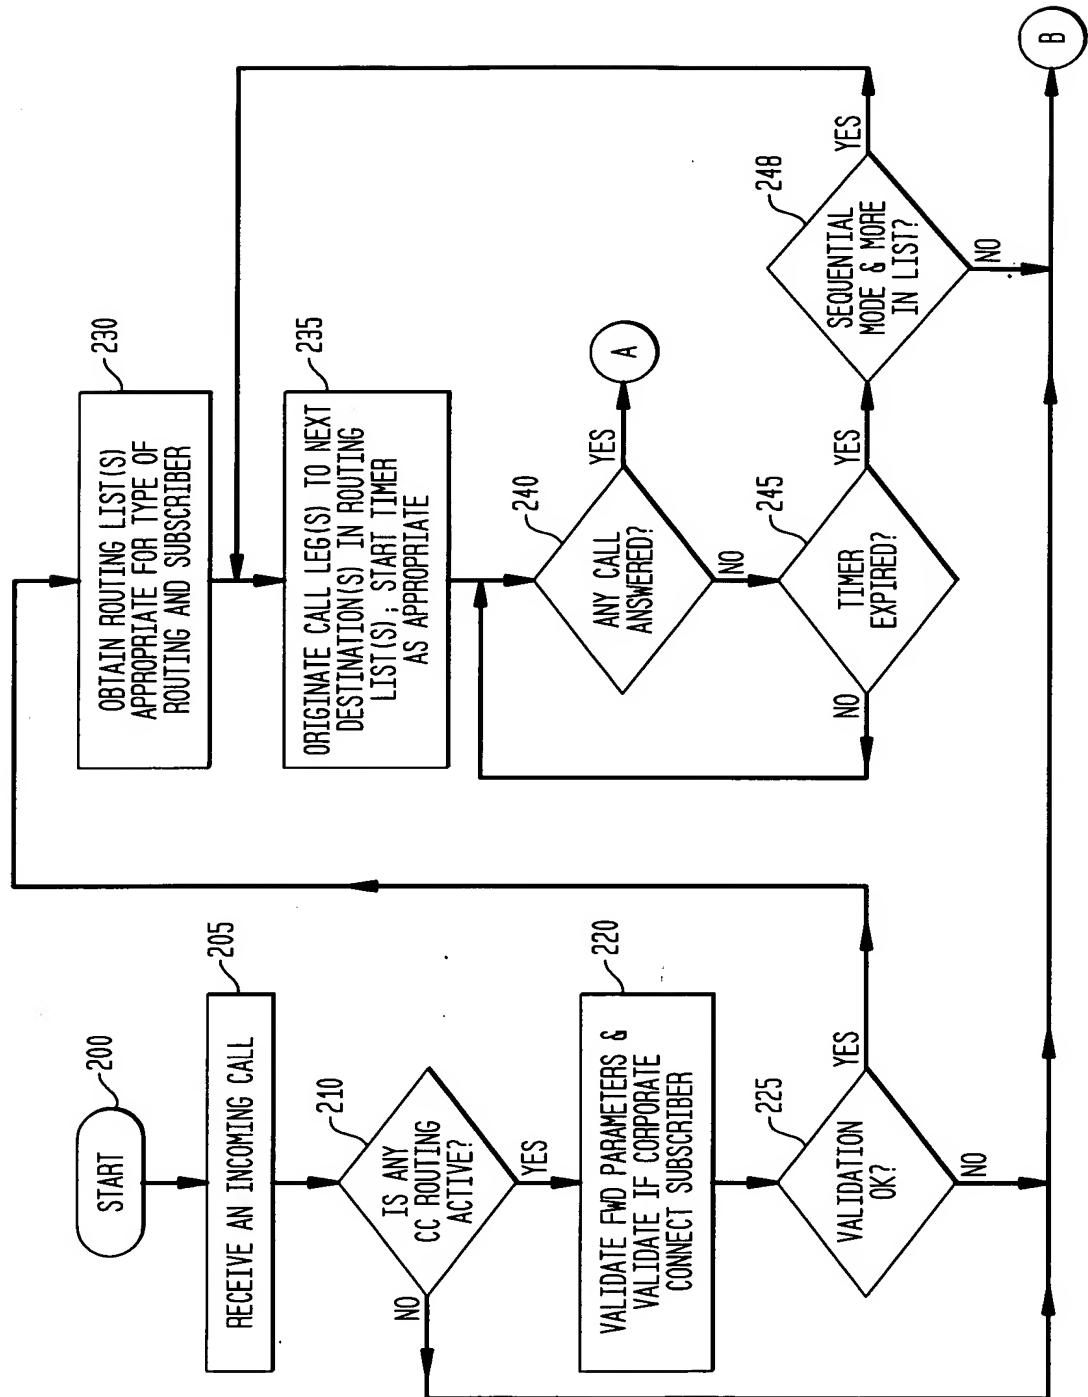 START
200
RECEIVE AN INCOMING CALL
205
IS ANY
CC ROUTING
ACTIVE?
210
NO
YES
VALIDATE FWD PARAMETERS &
VALIDATE IF CORPORATE
CONNECT SUBSCRIBER
220
VALIDATION
OK?
225
YES
NO
OBTAIN ROUTING LIST(S)
APPROPRIATE FOR TYPE OF
ROUTING AND SUBSCRIBER
230
ORIGINATE CALL LEG(S) TO NEXT
DESTINATION(S) IN ROUTING
LIST(S); START TIMER
AS APPROPRIATE
235
ANY CALL
ANSWERED?
240
YES
A
NO
TIMER
EXPIRED?
245
NO
YES
SEQUENTIAL
MODE & MORE
IN LIST?
248
YES
NO
B